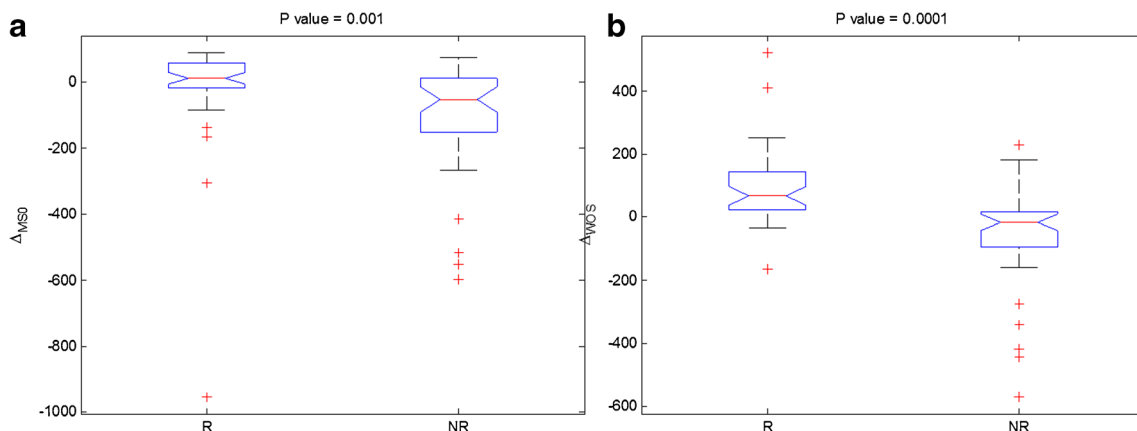 a
P value = 0.001
0
-200
-400
-600
-800
-1000
ΔMS0
R
NR
b
P value = 0.0001
400
200
0
-200
-400
-600
ΔWOS
R
NR